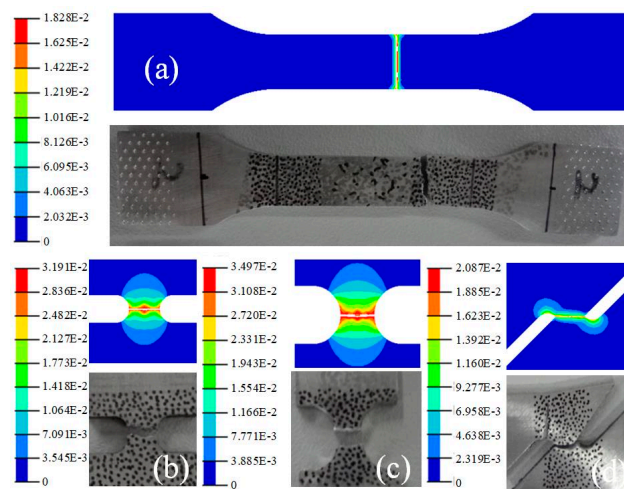 1.828E-2
1.625E-2
1.422E-2
1.219E-2
1.016E-2
8.126E-3
6.095E-3
4.063E-3
2.032E-3
0
(a)
3.191E-2
2.836E-2
2.482E-2
2.127E-2
1.773E-2
1.418E-2
1.064E-2
7.091E-3
3.545E-3
0
(b)
3.497E-2
3.108E-2
2.720E-2
2.331E-2
1.943E-2
1.554E-2
1.166E-2
7.771E-3
3.885E-3
0
(c)
2.087E-2
1.885E-2
1.623E-2
1.392E-2
1.160E-2
9.277E-3
6.958E-3
4.638E-3
2.319E-3
0
(d)